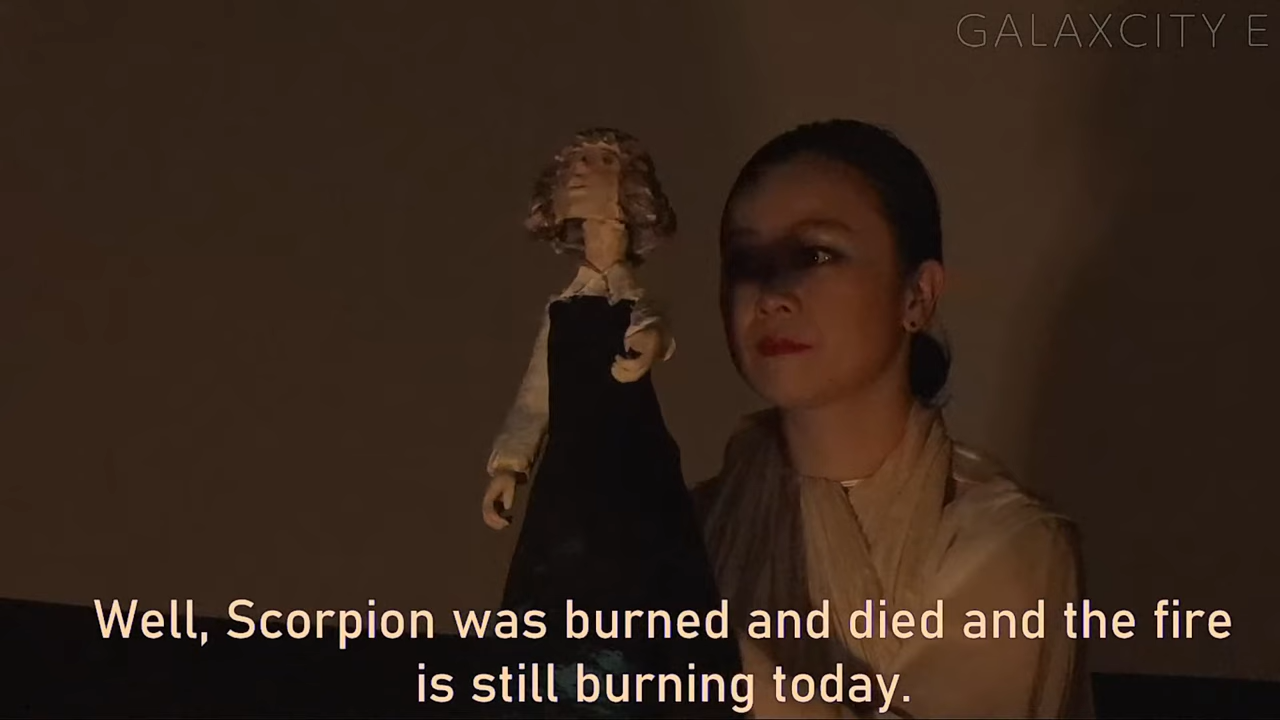 GALAXCITY E
Well, Scorpion was burned and died and the fire
is still burning today.